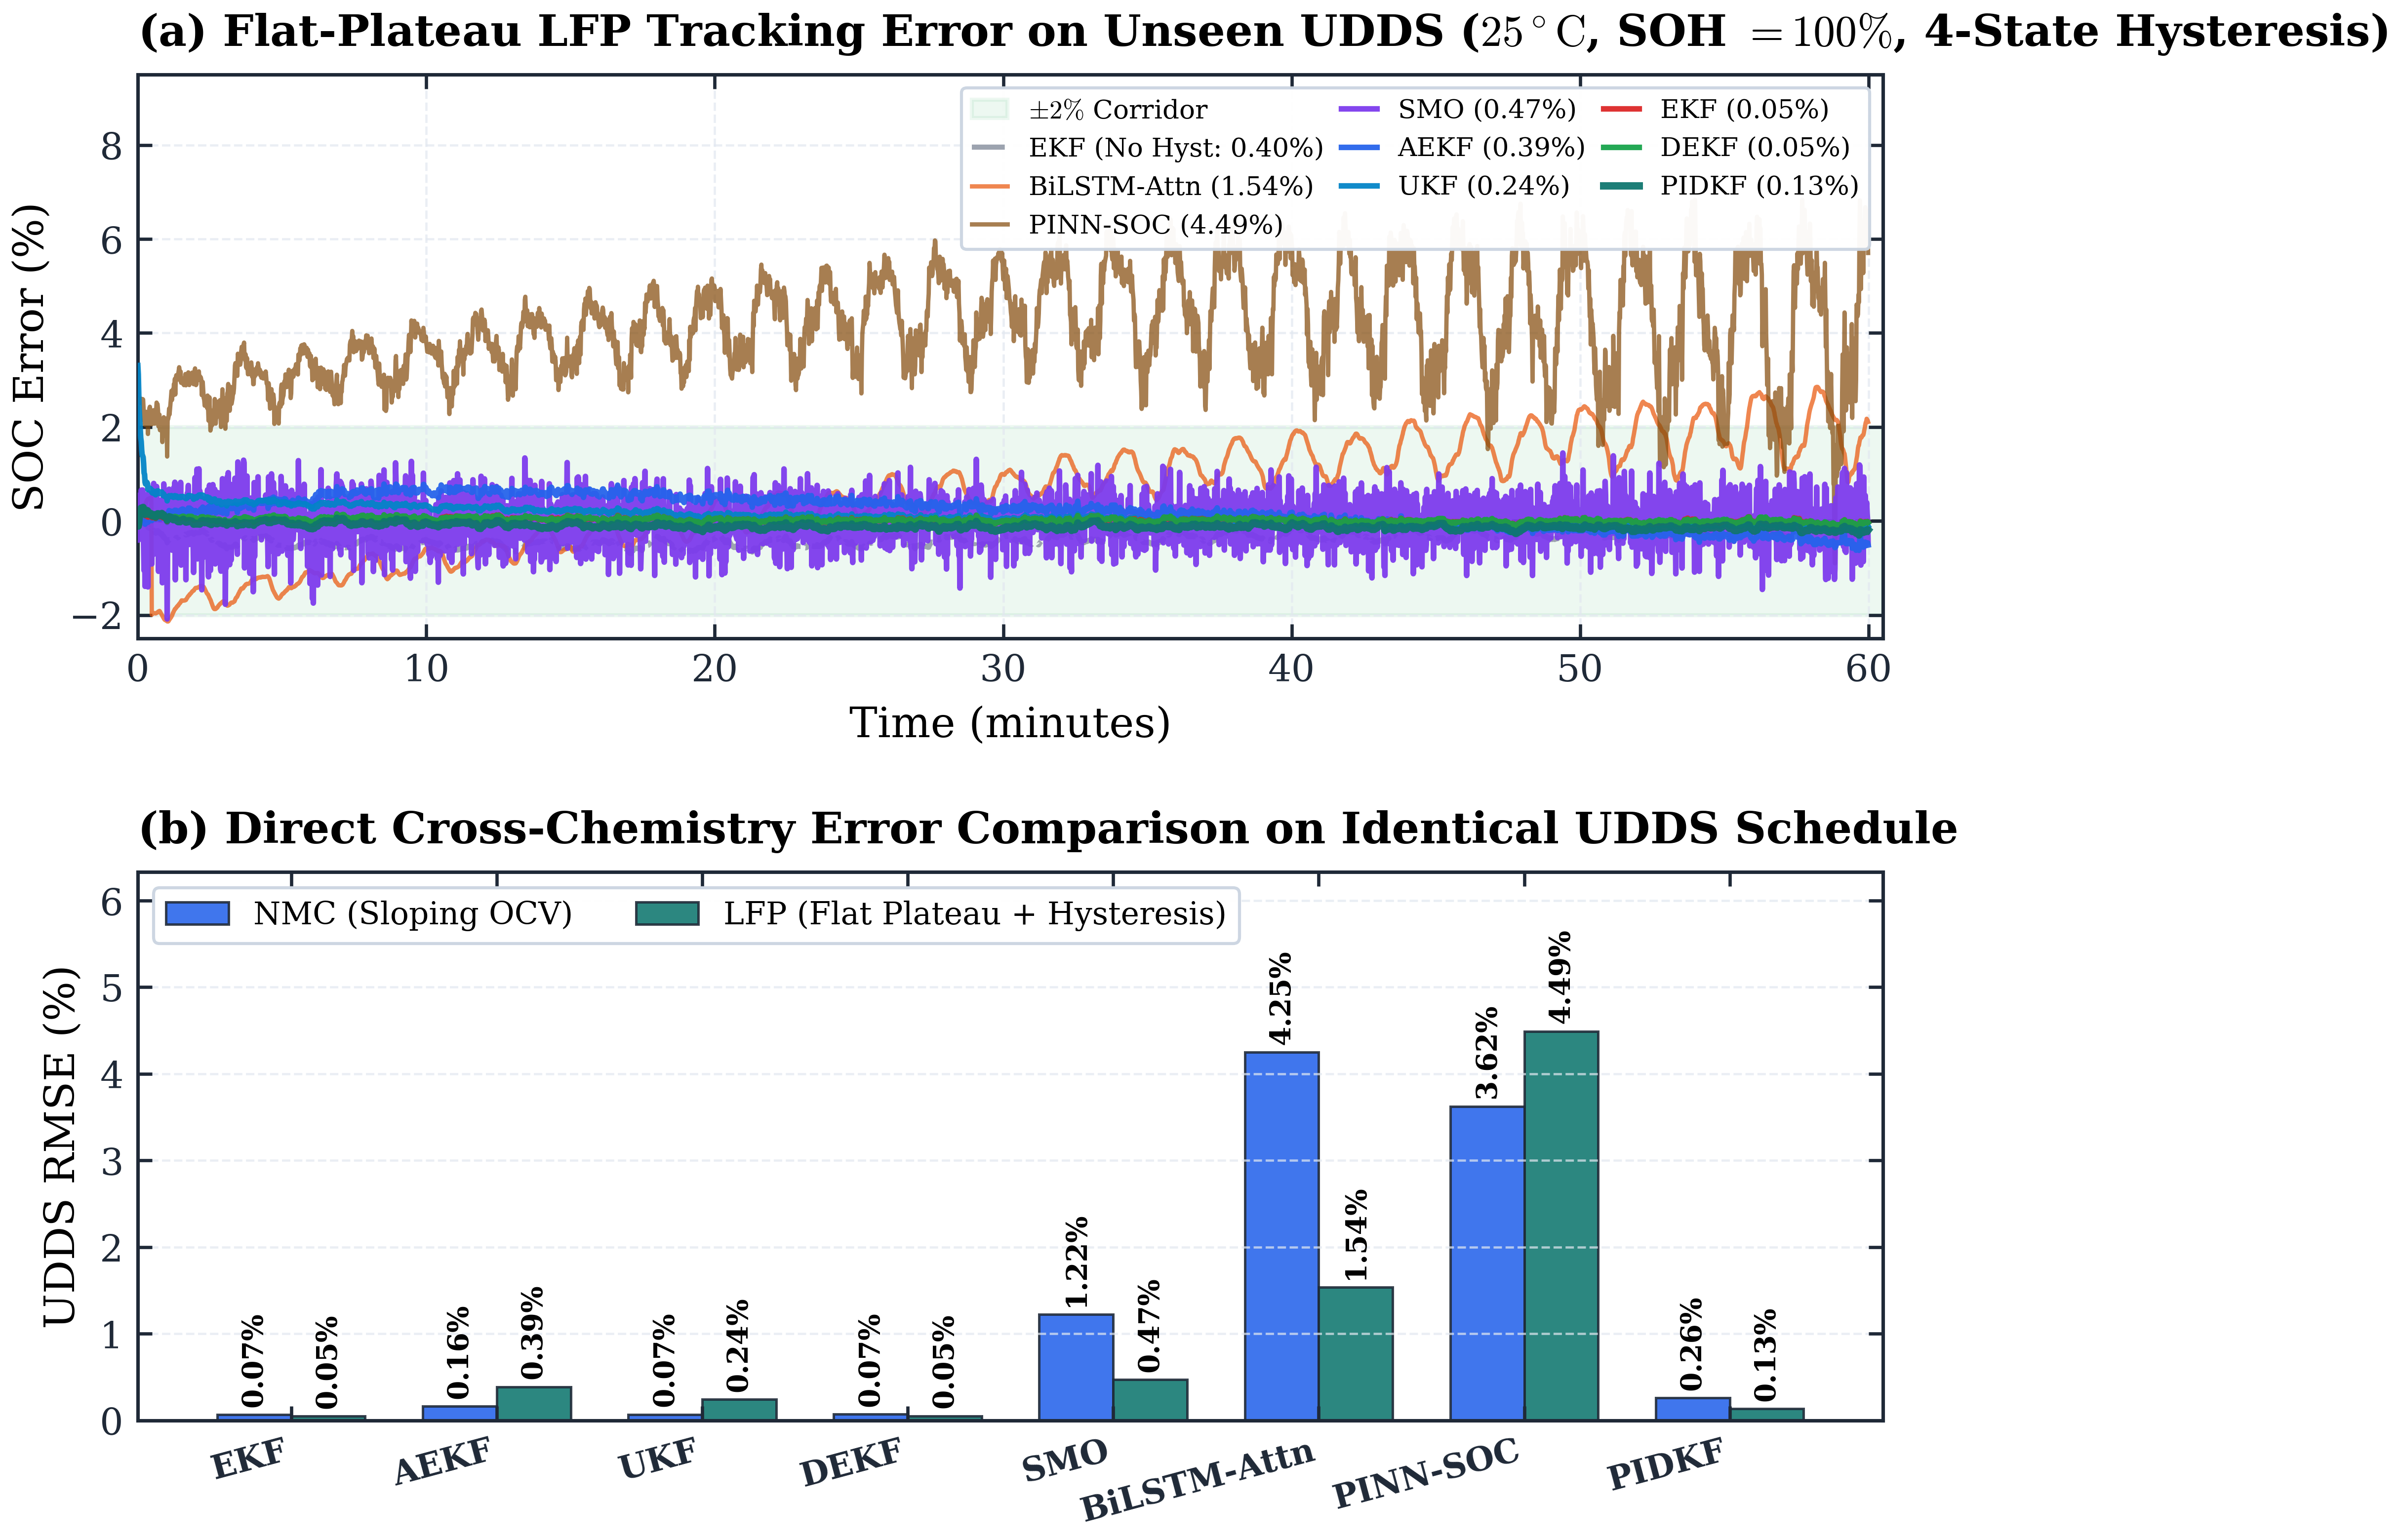 (a) Flat-Plateau LFP Tracking Error on Unseen UDDS (25°C, SOH = 100%, 4-State Hysteresis)
±2% Corridor
EKF (No Hyst: 0.40%)
BiLSTM-Attn (1.54%)
PINN-SOC (4.49%)
SMO (0.47%)
AEKF (0.39%)
UKF (0.24%)
EKF (0.05%)
DEKF (0.05%)
PIDKF (0.13%)
SOC Error (%)
8
6
4
2
0
−2
0 10 20 30 40 50 60
Time (minutes)
(b) Direct Cross-Chemistry Error Comparison on Identical UDDS Schedule
NMC (Sloping OCV)
LFP (Flat Plateau + Hysteresis)
UDDS RMSE (%)
6
5
4
3
2
1
0
0.07% 0.05% 0.16% 0.39% 0.07% 0.24% 0.07% 0.05% 1.22% 0.47% 4.25% 1.54% 3.62% 4.49% 0.26% 0.13%
EKF AEKF UKF DEKF SMO BiLSTM-Attn PINN-SOC PIDKF